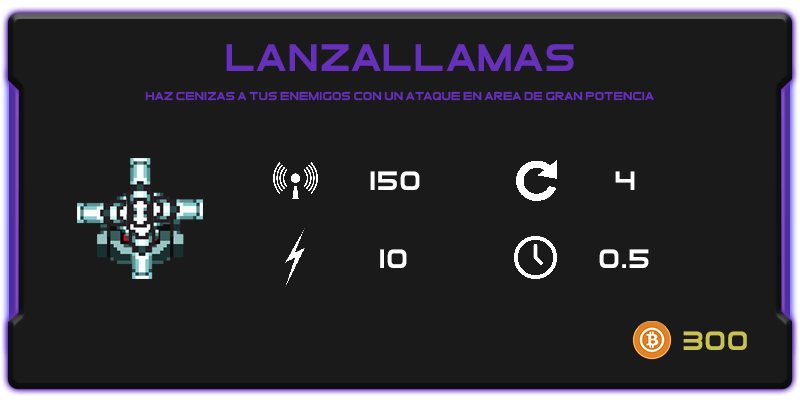 LANZALLAMAS
HAZ CENIZAS A TUS ENEMIGOS CON UN ATAQUE EN AREA DE GRAN POTENCIA
150
4
10
0.5
300